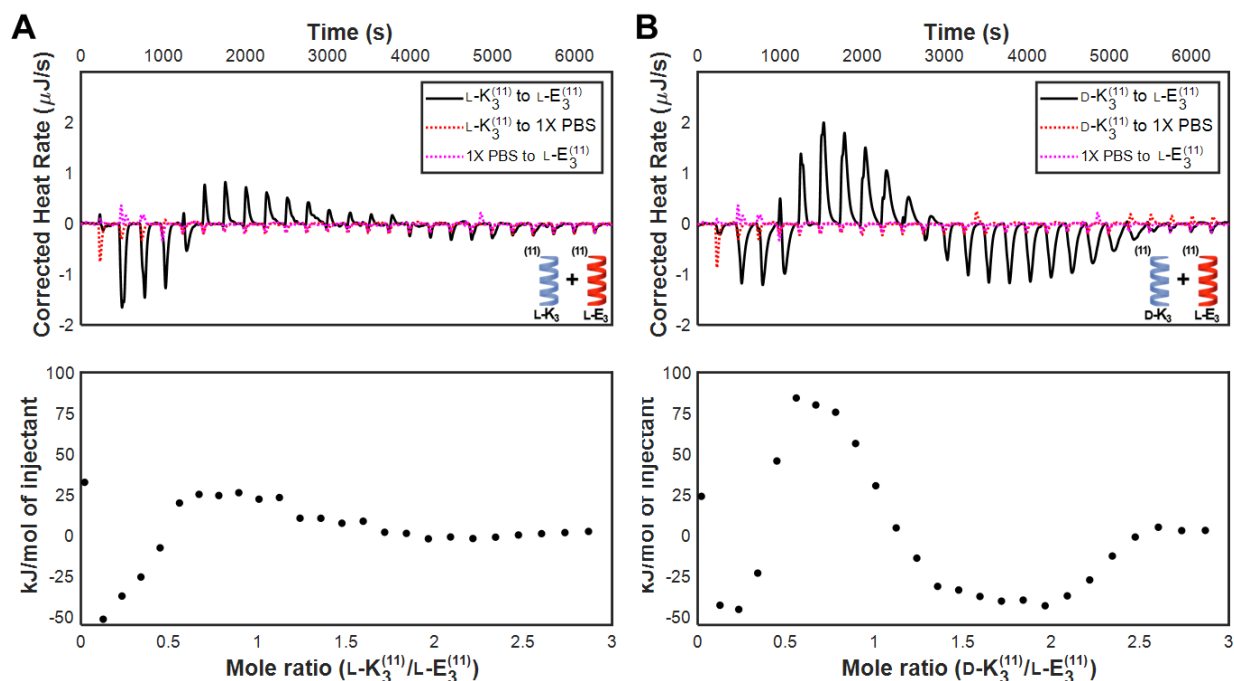 A
Time (s)
0 1000 2000 3000 4000 5000 6000
Corrected Heat Rate (μJ/s)
2
1
0
-1
-2
L-K₃⁽¹¹⁾ to L-E₃⁽¹¹⁾
L-K₃⁽¹¹⁾ to 1X PBS
1X PBS to L-E₃⁽¹¹⁾
(11) (11)
+
L-K₃ L-E₃
kJ/mol of injectant
100
75
50
25
0
-25
-50
0 0.5 1 1.5 2 2.5 3
Mole ratio (L-K₃⁽¹¹⁾/L-E₃⁽¹¹⁾)
B
Time (s)
0 1000 2000 3000 4000 5000 6000
Corrected Heat Rate (μJ/s)
2
1
0
-1
-2
D-K₃⁽¹¹⁾ to L-E₃⁽¹¹⁾
D-K₃⁽¹¹⁾ to 1X PBS
1X PBS to L-E₃⁽¹¹⁾
(11) (11)
+
D-K₃ L-E₃
kJ/mol of injectant
100
75
50
25
0
-25
-50
0 0.5 1 1.5 2 2.5 3
Mole ratio (D-K₃⁽¹¹⁾/L-E₃⁽¹¹⁾)